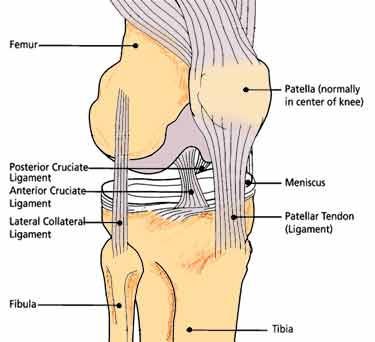 Femur
Patella (normally
in center of knee)
Posterior Cruciate
Ligament
Anterior Cruciate
Ligament
Meniscus
Lateral Collateral
Ligament
Patellar Tendon
(Ligament)
Fibula
Tibia